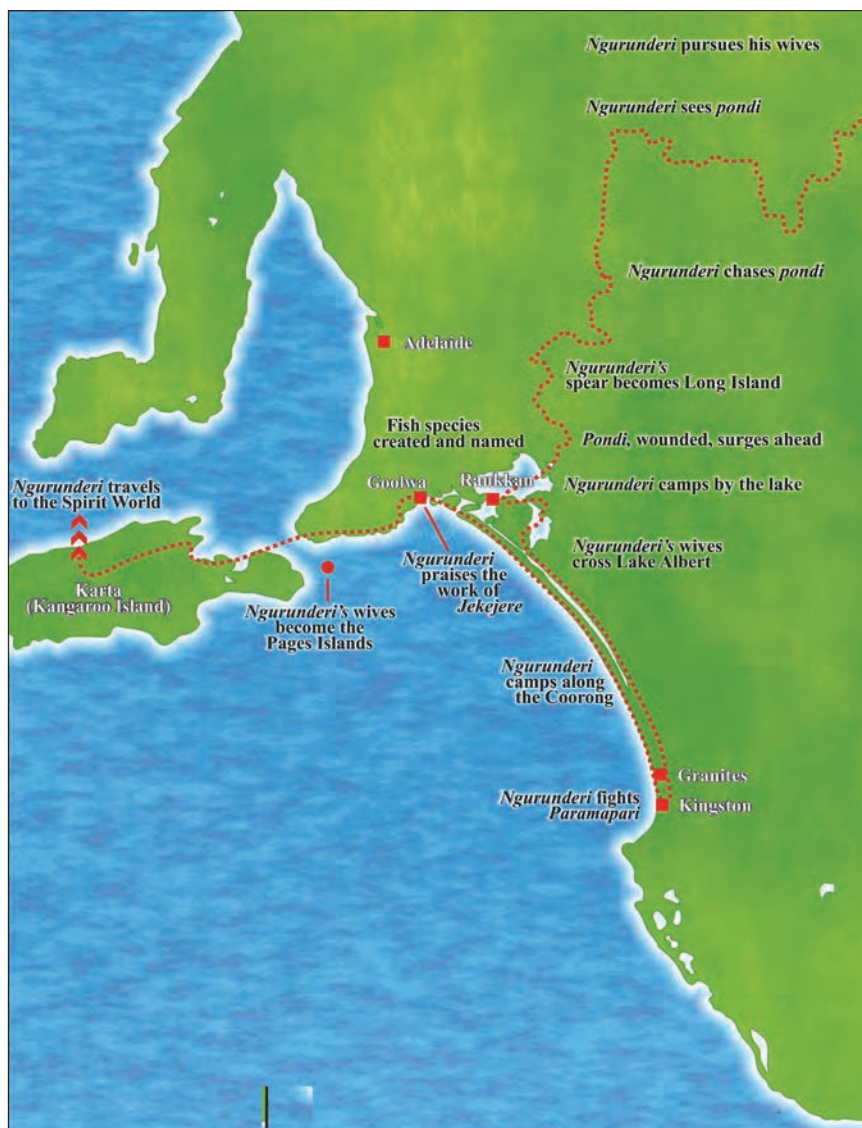 Ngurunderi pursues his wives
Ngurunderi sees pondi
Ngurunderi chases pondi
Adelaide
Ngurunderi's
spear becomes Long Island
Fish species
created and named
Pondi, wounded, surges ahead
Goolwa
Raukkan
Ngurunderi camps by the lake
Ngurunderi travels
to the Spirit World
Ngurunderi's wives
cross Lake Albert
Ngurunderi
praises the
work of
Jekejere
Karta
(Kangaroo Island)
Ngurunderi's wives
become the
Pages Islands
Ngurunderi
camps along
the Coorong
Granites
Ngurunderi fights
Paramapari
Kingston